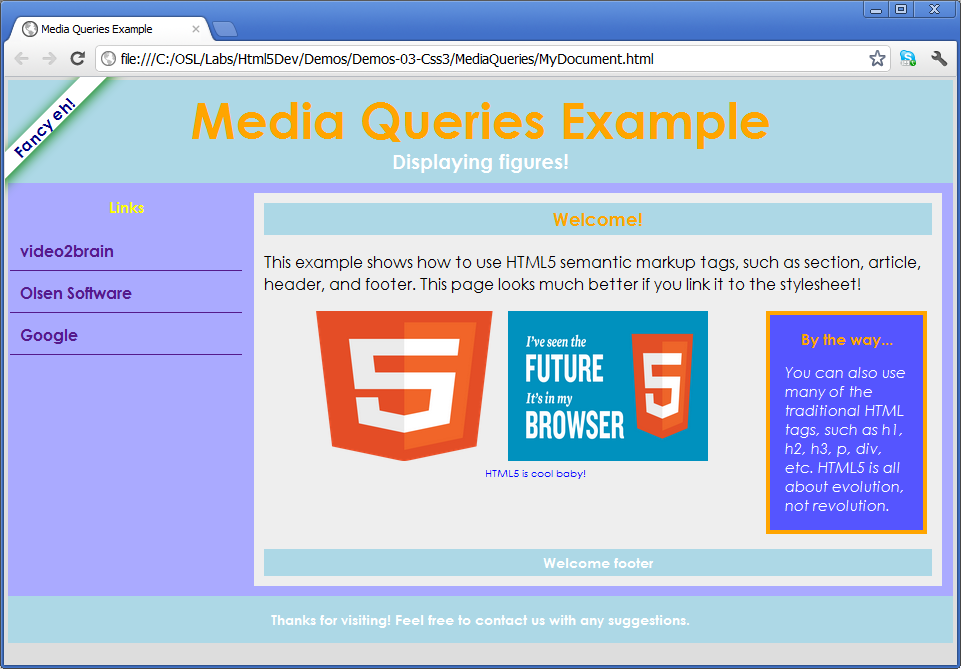 Media Queries Example
file:///C:/OSL/Labs/Html5Dev/Demos/Demos-03-Css3/MediaQueries/MyDocument.html
Fancy eh!
Media Queries Example
Displaying figures!
Links
video2brain
Olsen Software
Google
Welcome!
This example shows how to use HTML5 semantic markup tags, such as section, article,
header, and footer. This page looks much better if you link it to the stylesheet!
5
I've seen the
FUTURE
It's in my
BROWSER
5
HTML5 is cool baby!
By the way...
You can also use
many of the
traditional HTML
tags, such as h1,
h2, h3, p, div,
etc. HTML5 is all
about evolution,
not revolution.
Welcome footer
Thanks for visiting! Feel free to contact us with any suggestions.